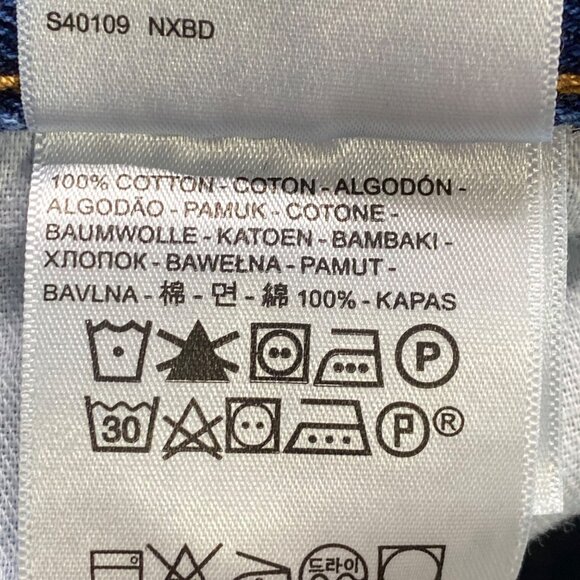 S40109 NXBD
100% COTTON - COTON - ALGODÓN -
ALGODÃO - PAMUK - COTONE -
BAUMWOLLE - KATOEN - BAMBAKI -
ХЛОПОК - BAWEŁNA - PAMUT -
BAVLNA - 棉 - 면 - 綿 100% - KAPAS
P
30 P ®
드라이